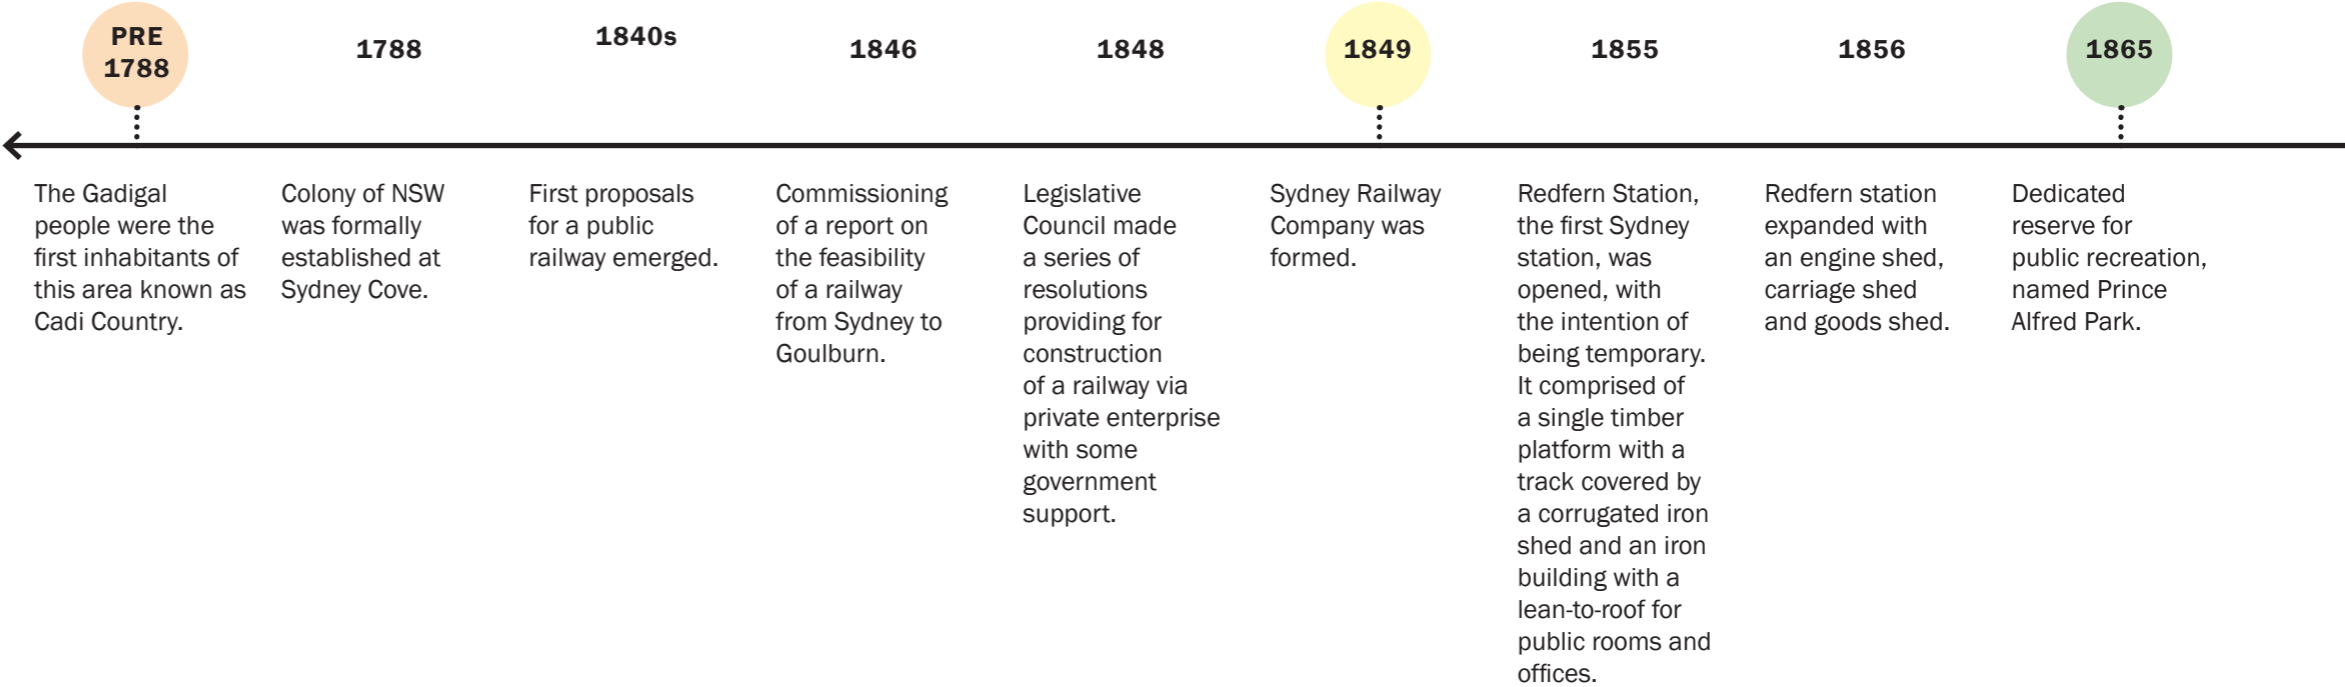 PRE
1788
The Gadigal
people were the
first inhabitants of
this area known as
Cadi Country.
1788
Colony of NSW
was formally
established at
Sydney Cove.
1840s
First proposals
for a public
railway emerged.
1846
Commissioning
of a report on
the feasibility
of a railway
from Sydney to
Goulburn.
1848
Legislative
Council made
a series of
resolutions
providing for
construction
of a railway via
private enterprise
with some
government
support.
1849
Sydney Railway
Company was
formed.
1855
Redfern Station,
the first Sydney
station, was
opened, with
the intention of
being temporary.
It comprised of
a single timber
platform with a
track covered by
a corrugated iron
shed and an iron
building with a
lean-to-roof for
public rooms and
offices.
1856
Redfern station
expanded with
an engine shed,
carriage shed
and goods shed.
1865
Dedicated
reserve for
public recreation,
named Prince
Alfred Park.